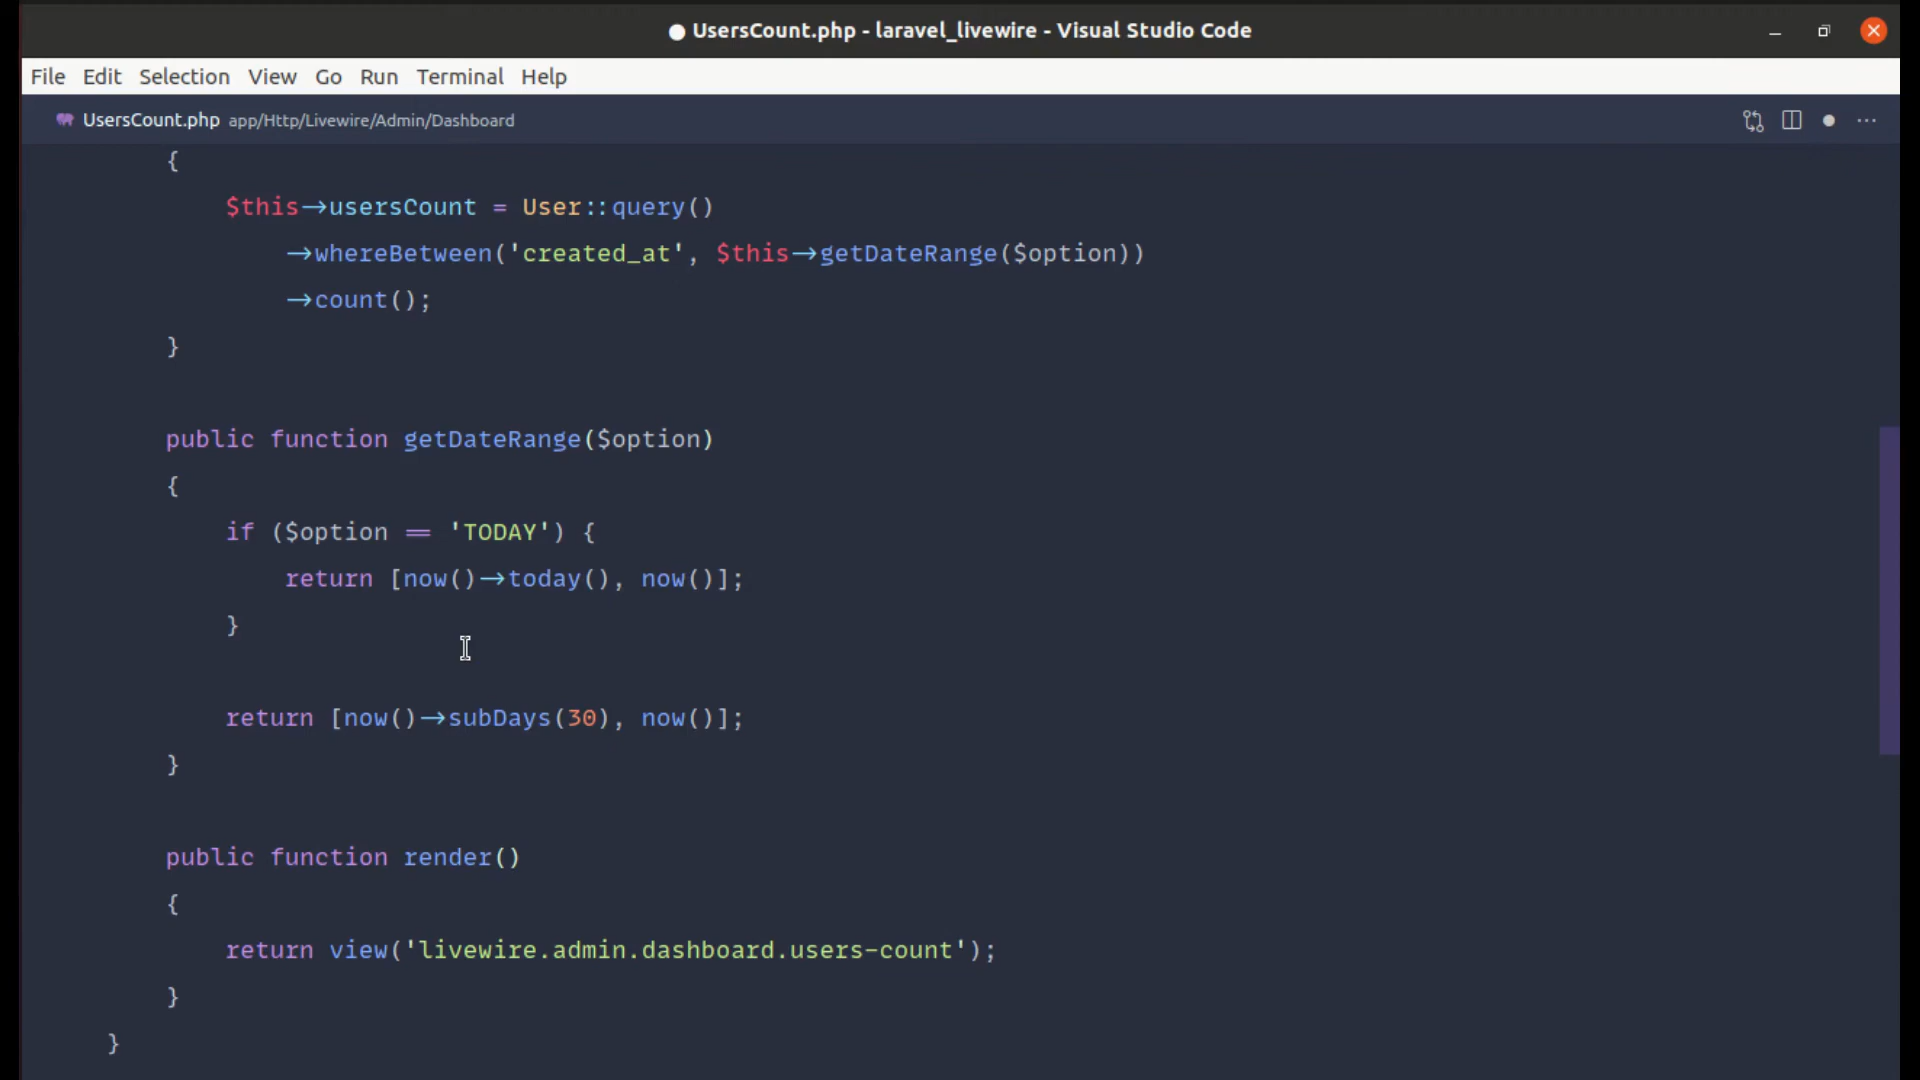 UsersCount.php - laravel_livewire - Visual Studio Code
File Edit Selection View Go Run Terminal Help
UsersCount.php app/Http/Livewire/Admin/Dashboard
{
$this->usersCount = User::query()
->whereBetween('created_at', $this->getDateRange($option))
->count();
}
public function getDateRange($option)
{
if ($option == 'TODAY') {
return [now()->today(), now()];
}
return [now()->subDays(30), now()];
}
public function render()
{
return view('livewire.admin.dashboard.users-count');
}
}